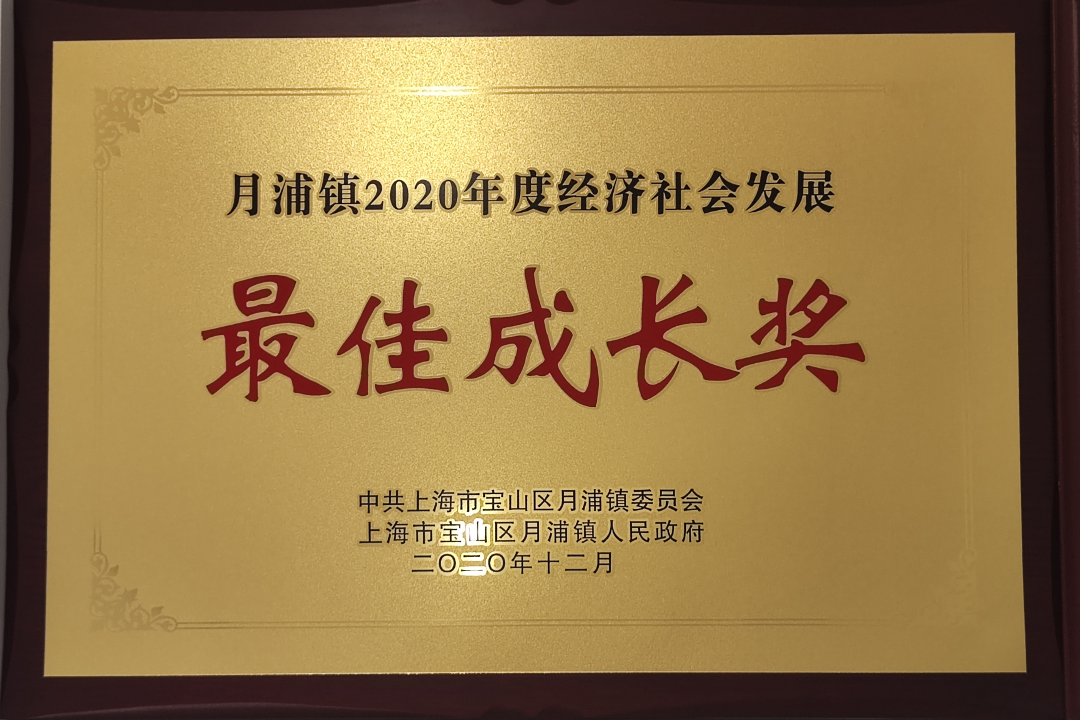 月浦镇2020年度经济社会发展
最佳成长奖
中共上海市宝山区月浦镇委员会
上海市宝山区月浦镇人民政府
二〇二〇年十二月